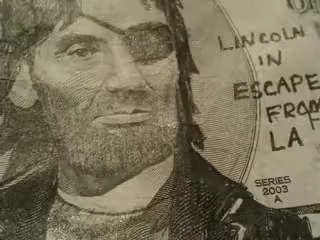 LINCOLN
IN
ESCAPE
FROM
LA
SERIES
2003
A